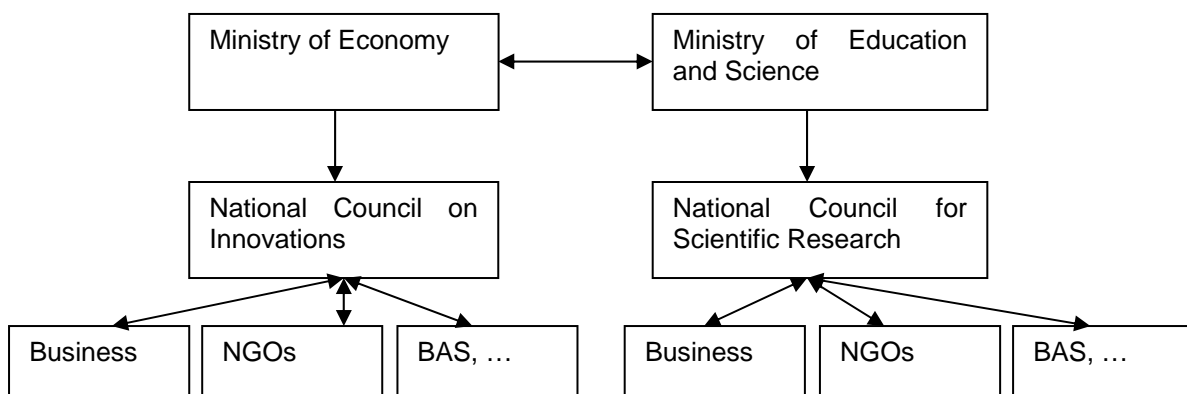 Ministry of Economy
Ministry of Education
and Science
National Council on
Innovations
National Council for
Scientific Research
Business
NGOs
BAS, …
Business
NGOs
BAS, …